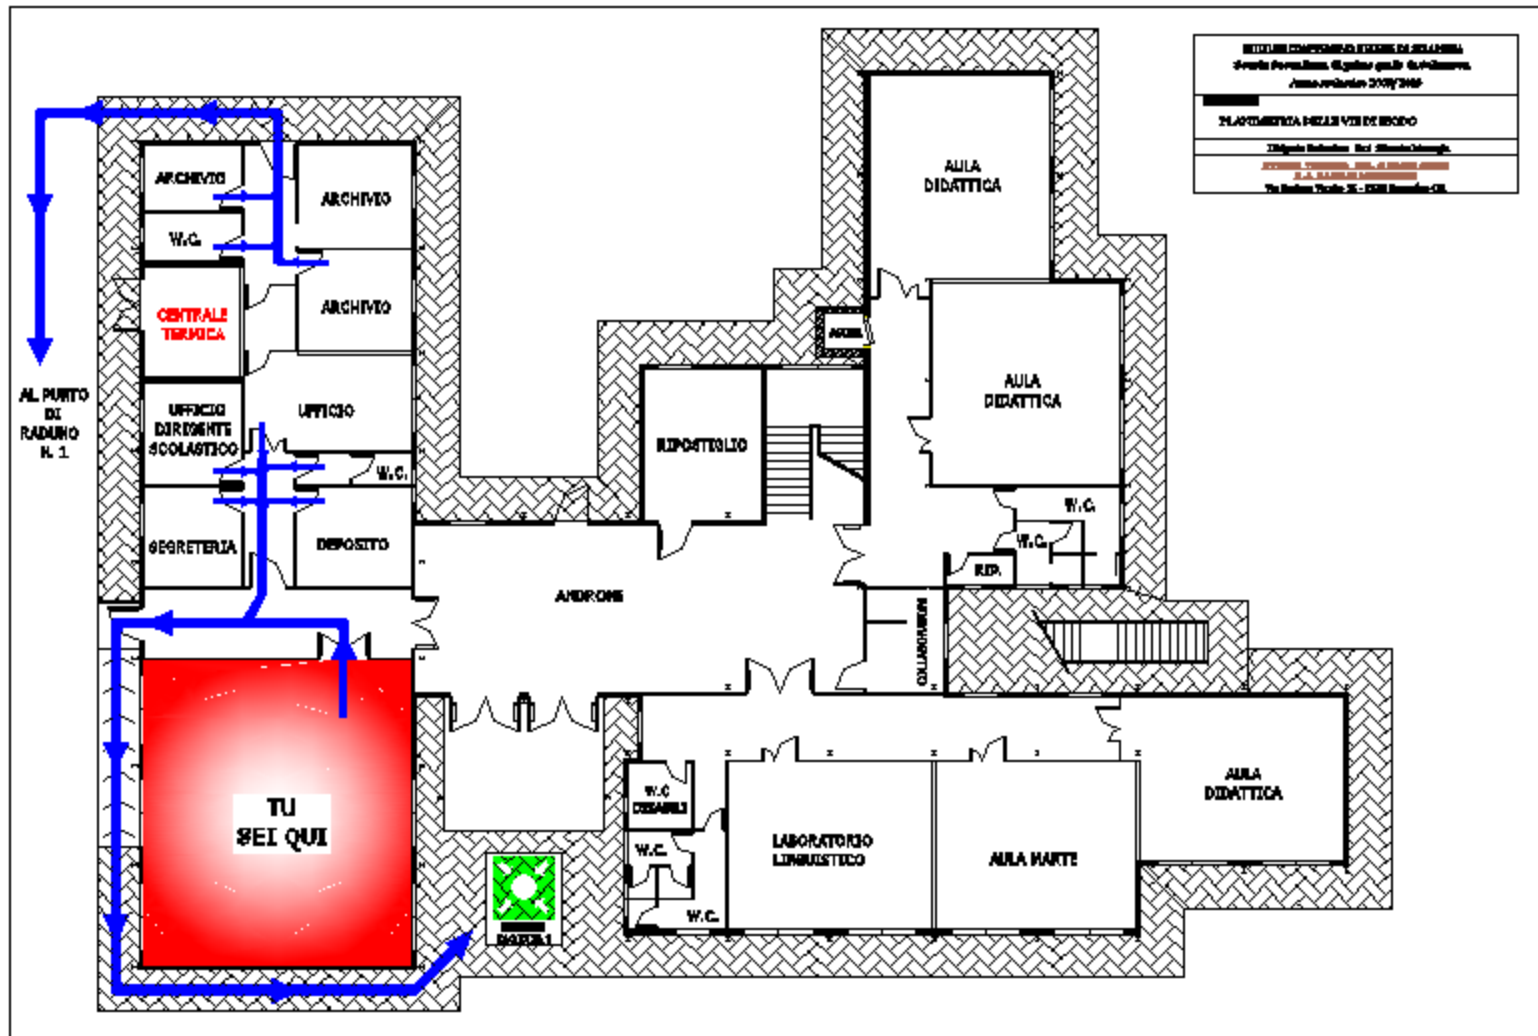 PLANIMETRIA DELLE VIE DI ESODO
AULA
DIDATTICA
ARCHIVIO
ARCHIVIO
W.C.
CENTRALE
TERMICA
ARCHIVIO
AL PUNTO
DI
RADUNO
N. 1
UFFICIO
DIRIGENTE
SCOLASTICO
UFFICIO
W.C.
AULA
DIDATTICA
RIPOSTIGLIO
W.C.
W.C.
RIP.
SEGRETERIA
DEPOSITO
ANDRONE
COLLABORATORI
TU
SEI QUI
W.C
DISABILI
W.C.
W.C.
LABORATORIO
LINGUISTICO
AULA MARTE
AULA
DIDATTICA